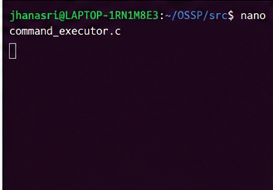 jhanasri@LAPTOP-1RN1M8E3:~/OSSP/src$ nano
command_executor.c